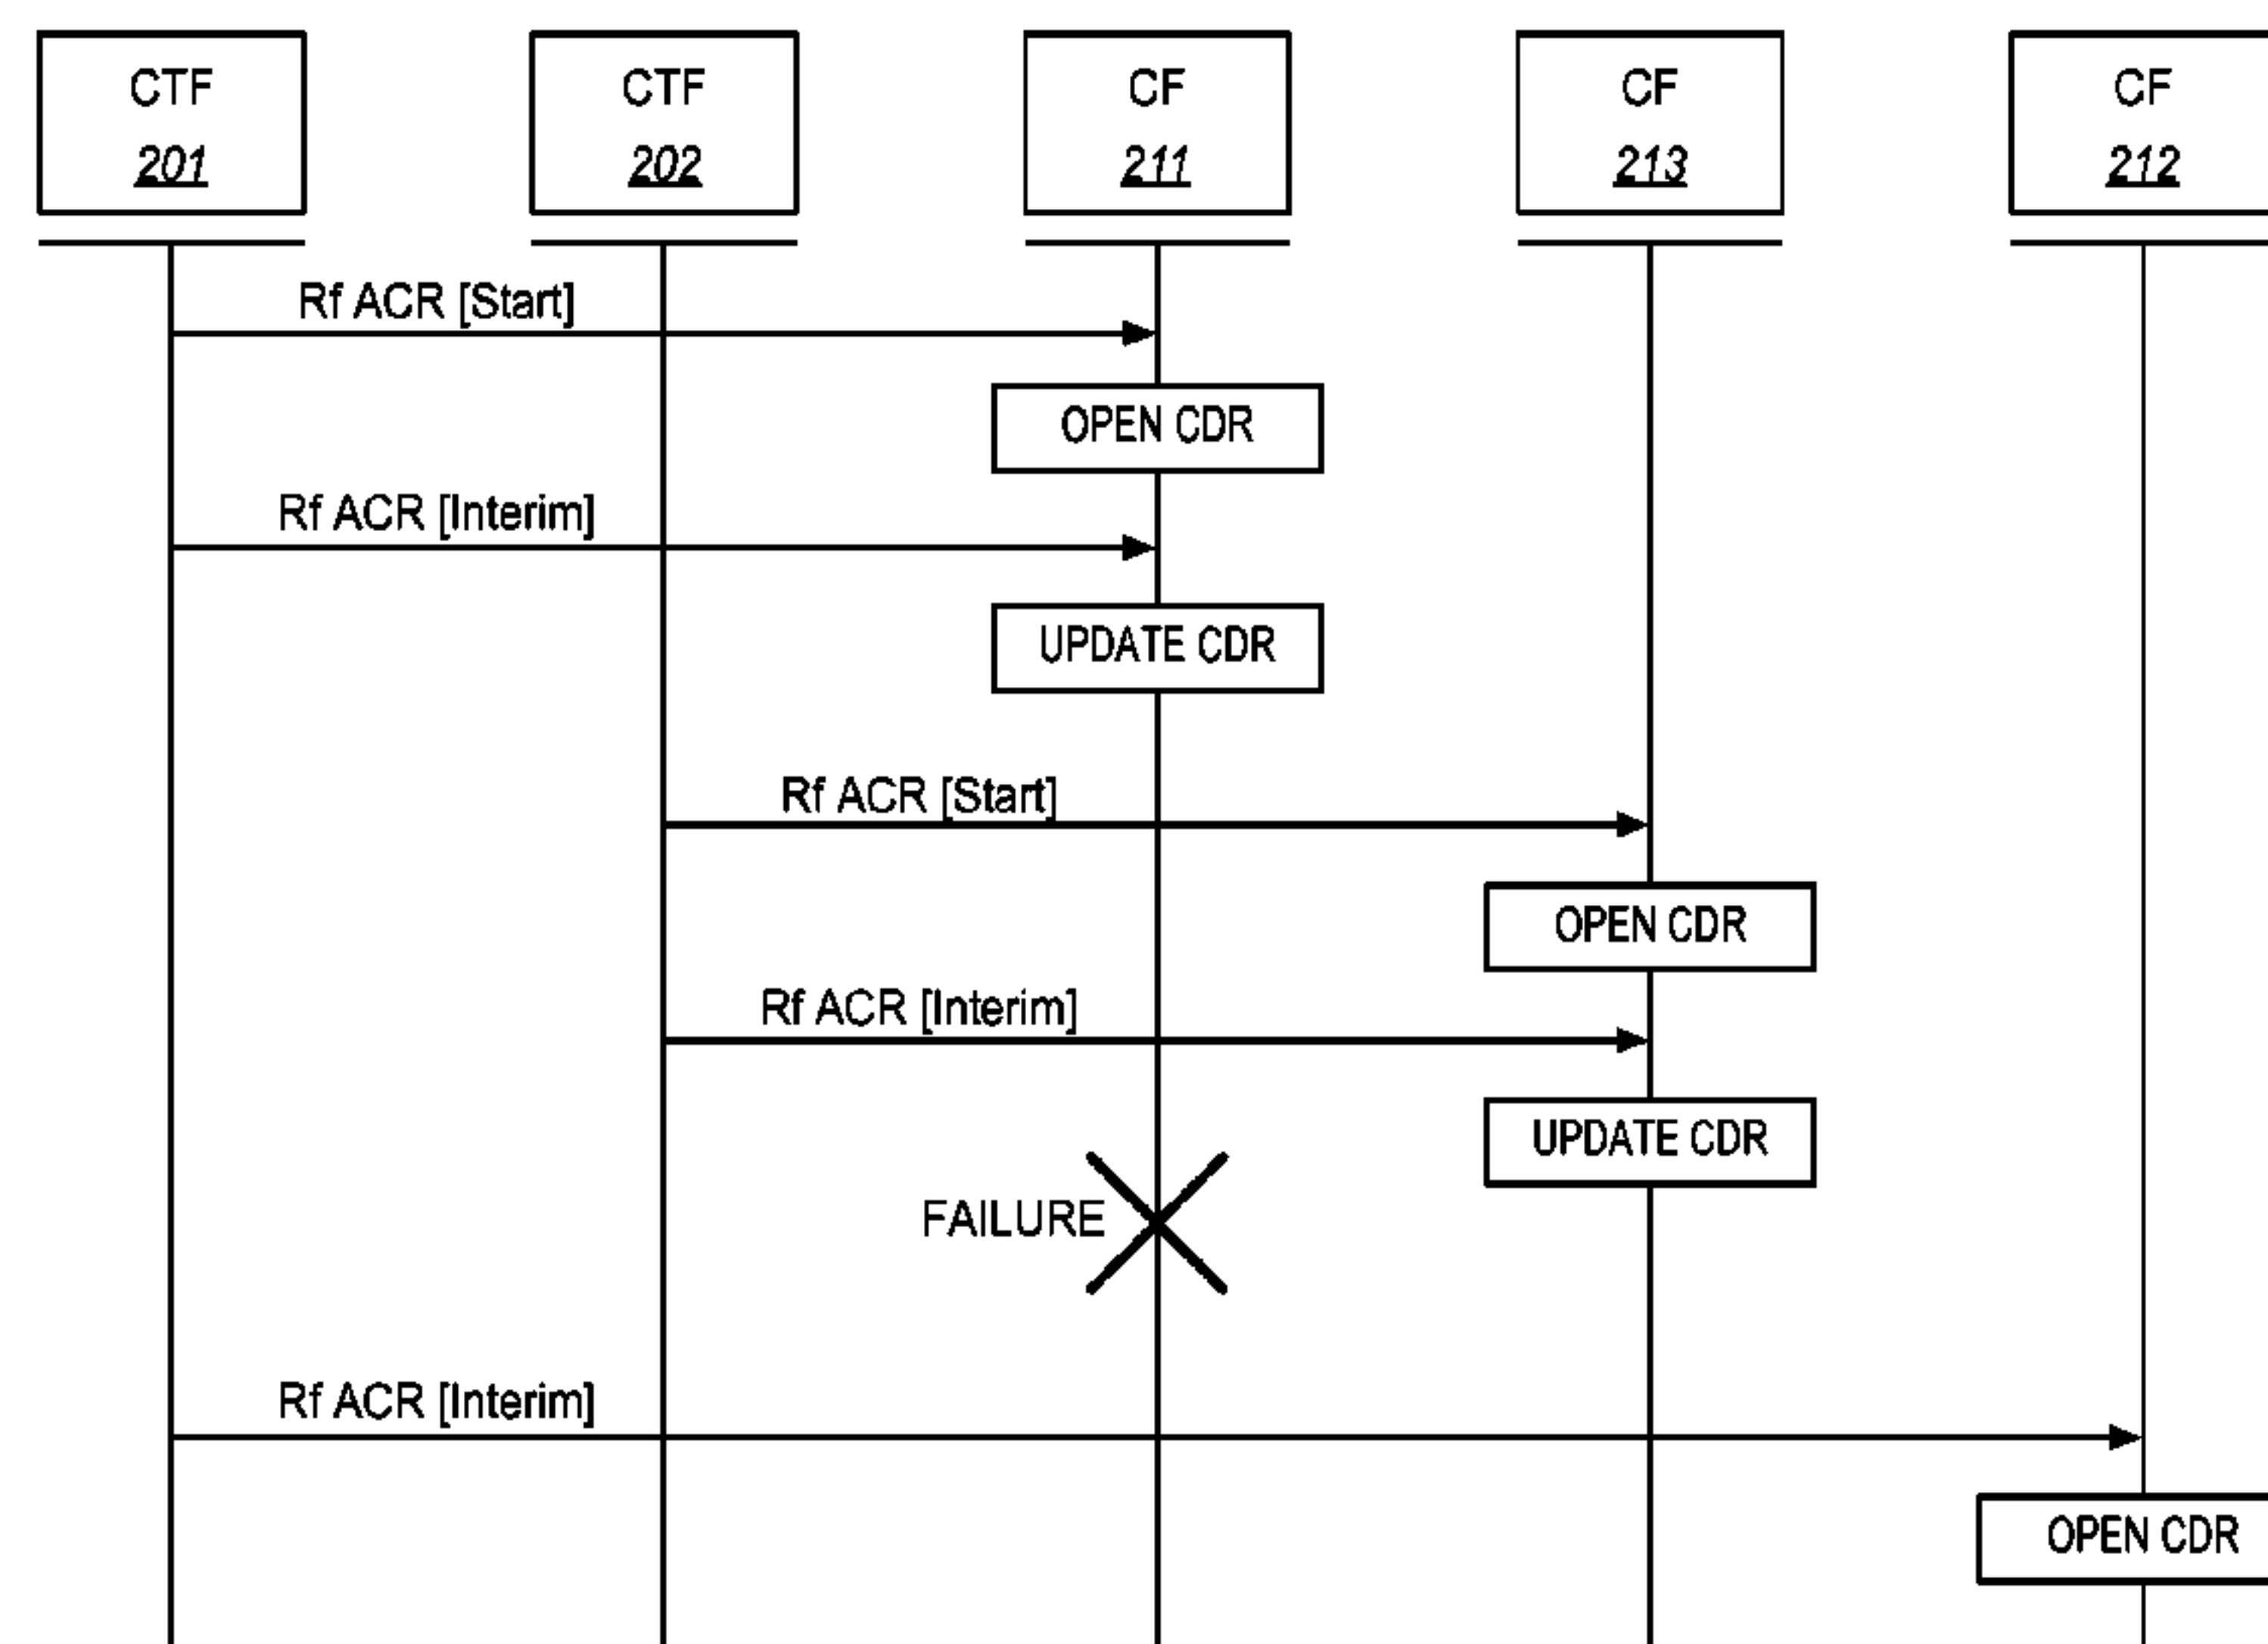 CTF
201
CTF
202
CF
211
CF
213
CF
212
Rf ACR [Start]
OPEN CDR
Rf ACR [Interim]
UPDATE CDR
Rf ACR [Start]
OPEN CDR
Rf ACR [Interim]
UPDATE CDR
FAILURE
Rf ACR [Interim]
OPEN CDR